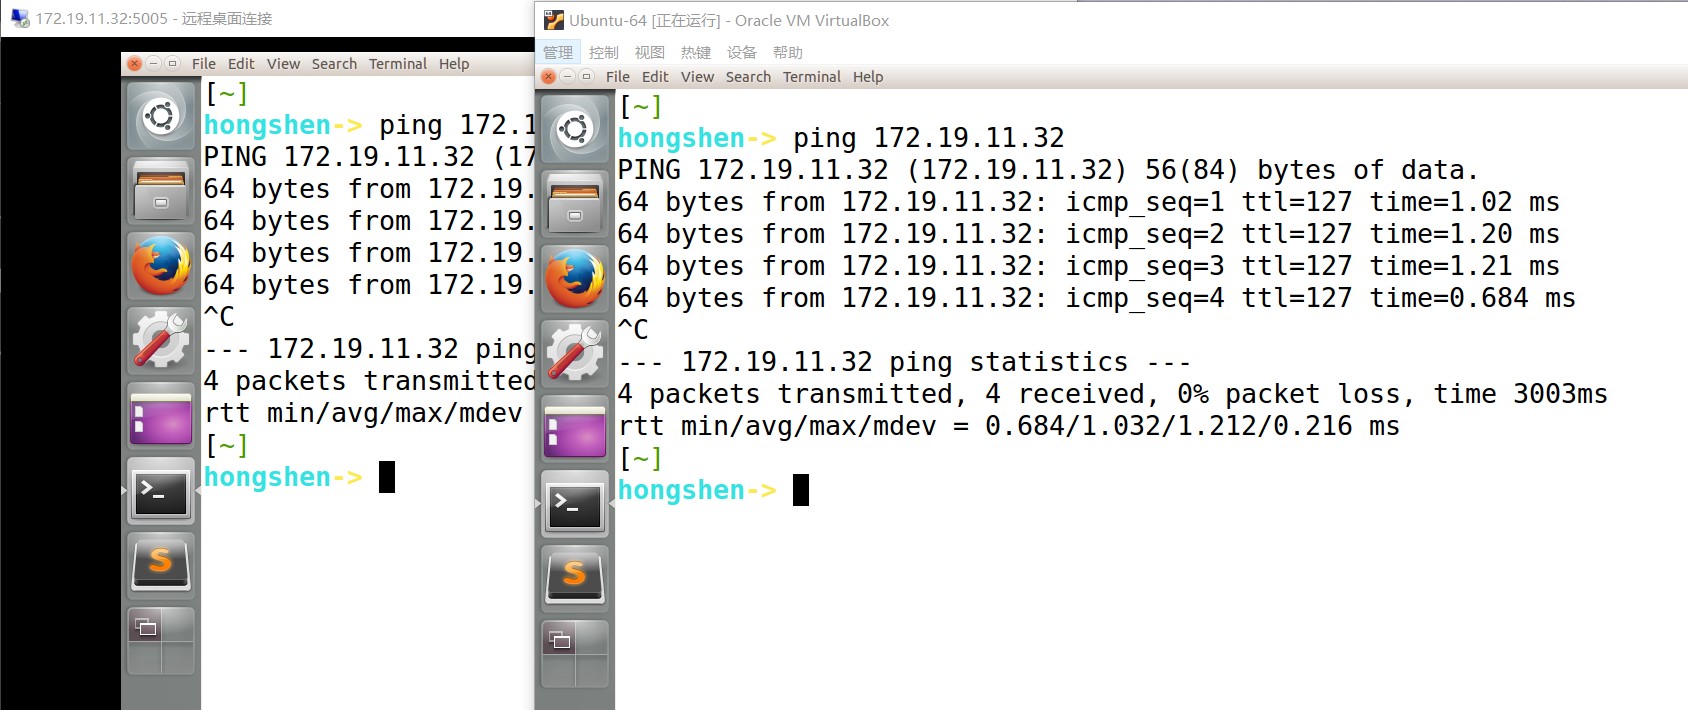 172.19.11.32:5005 - 远程桌面连接
File Edit View Search Terminal Help
[~]
hongshen-> ping 172.1
PING 172.19.11.32 (17
64 bytes from 172.19.
64 bytes from 172.19.
64 bytes from 172.19.
64 bytes from 172.19.
^C
--- 172.19.11.32 ping
4 packets transmitted
rtt min/avg/max/mdev
[~]
hongshen->
Ubuntu-64 [正在运行] - Oracle VM VirtualBox
管理 控制 视图 热键 设备 帮助
File Edit View Search Terminal Help
[~]
hongshen-> ping 172.19.11.32
PING 172.19.11.32 (172.19.11.32) 56(84) bytes of data.
64 bytes from 172.19.11.32: icmp_seq=1 ttl=127 time=1.02 ms
64 bytes from 172.19.11.32: icmp_seq=2 ttl=127 time=1.20 ms
64 bytes from 172.19.11.32: icmp_seq=3 ttl=127 time=1.21 ms
64 bytes from 172.19.11.32: icmp_seq=4 ttl=127 time=0.684 ms
^C
--- 172.19.11.32 ping statistics ---
4 packets transmitted, 4 received, 0% packet loss, time 3003ms
rtt min/avg/max/mdev = 0.684/1.032/1.212/0.216 ms
[~]
hongshen->